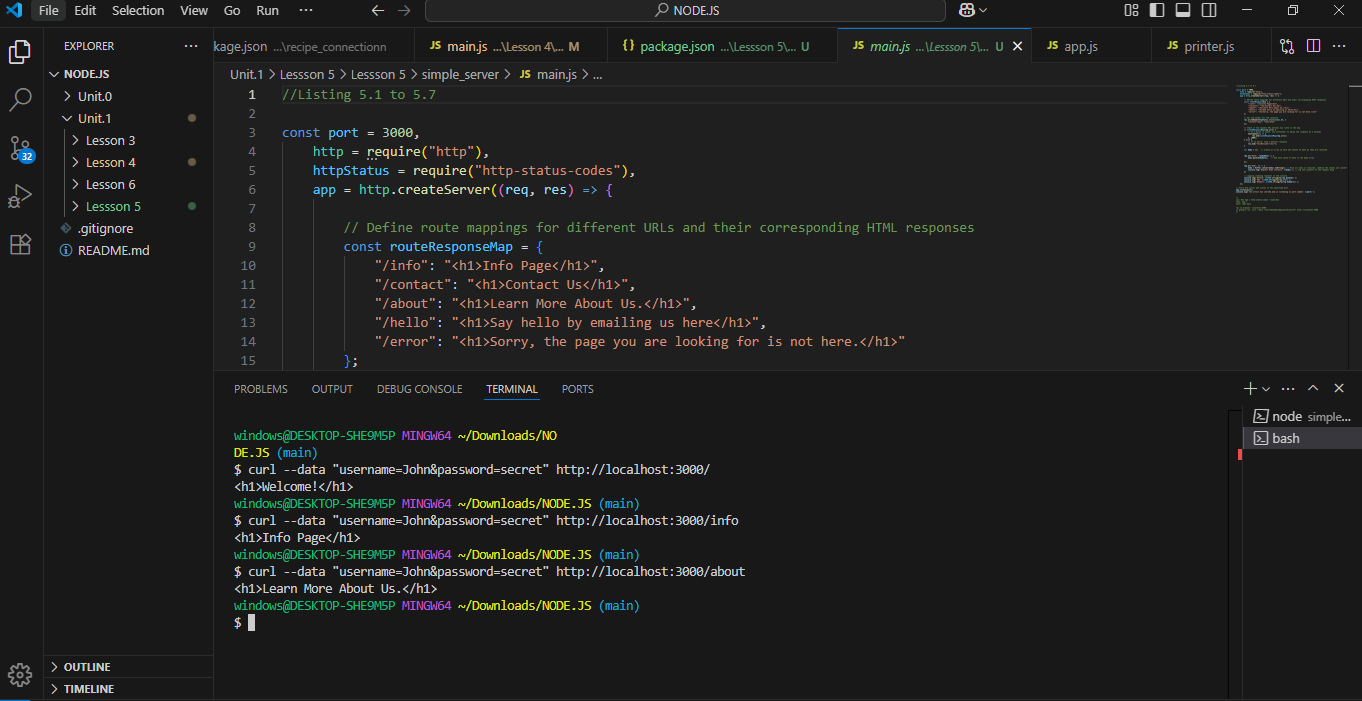 File Edit Selection View Go Run ··· NODE.JS
EXPLORER ···
NODE.JS
Unit.0
Unit.1
Lesson 3
Lesson 4
Lesson 6
Lessson 5
.gitignore
README.md
OUTLINE
TIMELINE
32
kage.json ...\recipe_connectionn JS main.js ...\Lesson 4\... M {} package.json ...\Lessson 5\... U JS main.js ...\Lessson 5\... U JS app.js JS printer.js
Unit.1 > Lessson 5 > Lessson 5 > simple_server > JS main.js > ...
1 //Listing 5.1 to 5.7
2
3 const port = 3000,
4 http = require("http"),
5 httpStatus = require("http-status-codes"),
6 app = http.createServer((req, res) => {
7
8 // Define route mappings for different URLs and their corresponding HTML responses
9 const routeResponseMap = {
10 "/info": "<h1>Info Page</h1>",
11 "/contact": "<h1>Contact Us</h1>",
12 "/about": "<h1>Learn More About Us.</h1>",
13 "/hello": "<h1>Say hello by emailing us here</h1>",
14 "/error": "<h1>Sorry, the page you are looking for is not here.</h1>"
15 };
PROBLEMS OUTPUT DEBUG CONSOLE TERMINAL PORTS
windows@DESKTOP-SHE9M5P MINGW64 ~/Downloads/NO
DE.JS (main)
$ curl --data "username=John&password=secret" http://localhost:3000/
<h1>Welcome!</h1>
windows@DESKTOP-SHE9M5P MINGW64 ~/Downloads/NODE.JS (main)
$ curl --data "username=John&password=secret" http://localhost:3000/info
<h1>Info Page</h1>
windows@DESKTOP-SHE9M5P MINGW64 ~/Downloads/NODE.JS (main)
$ curl --data "username=John&password=secret" http://localhost:3000/about
<h1>Learn More About Us.</h1>
windows@DESKTOP-SHE9M5P MINGW64 ~/Downloads/NODE.JS (main)
$
node simple...
bash